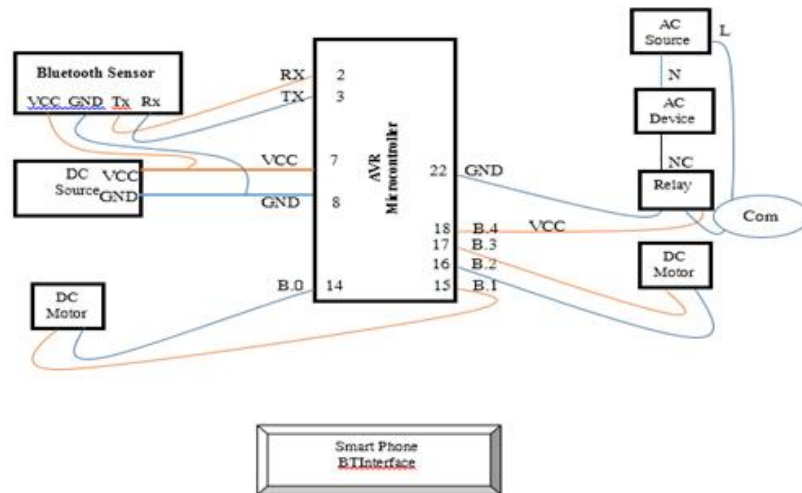 Bluetooth Sensor
VCC GND Tx Rx
DC
Source
VCC
GND
RX 2
TX 3
VCC 7
GND 8
B.0 14
AVR
Microcontroller
22 GND
18 B.4 VCC
17 B.3
16 B.2
15 B.1
AC
Source
L
N
AC
Device
NC
Relay
Com
DC
Motor
DC
Motor
Smart Phone
BTInterface